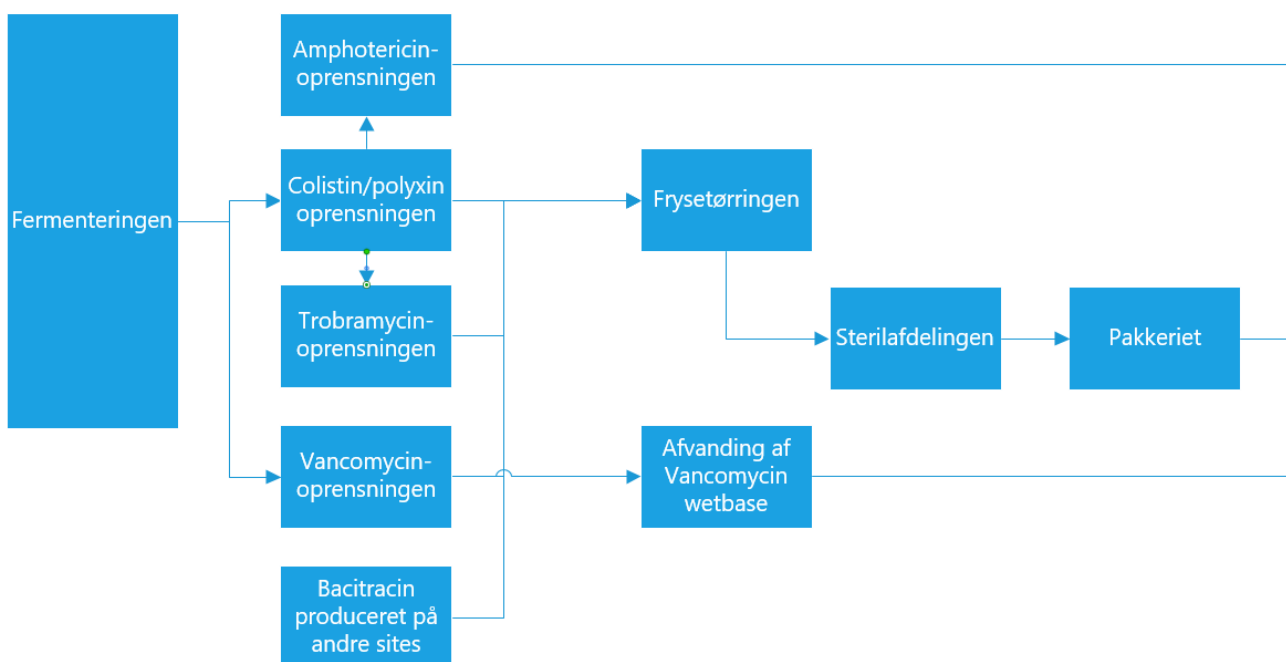 Fermenteringen
Amphotericin-
oprensningen
Colistin/polyxin
oprensningen
Trobramycin-
oprensningen
Vancomycin-
oprensningen
Bacitracin
produceret på
andre sites
Frysetørringen
Afvanding af
Vancomycin
wetbase
Sterilafdelingen
Pakkeriet